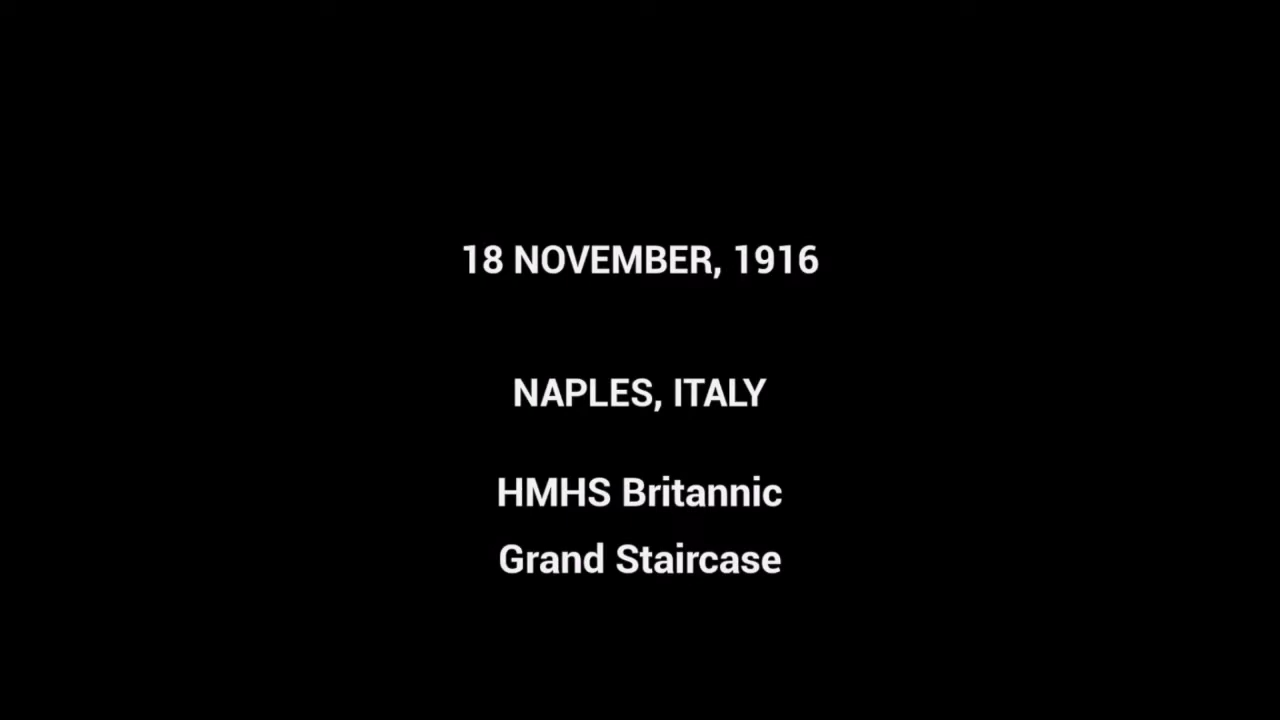 18 NOVEMBER, 1916
NAPLES, ITALY
HMHS Britannic
Grand Staircase